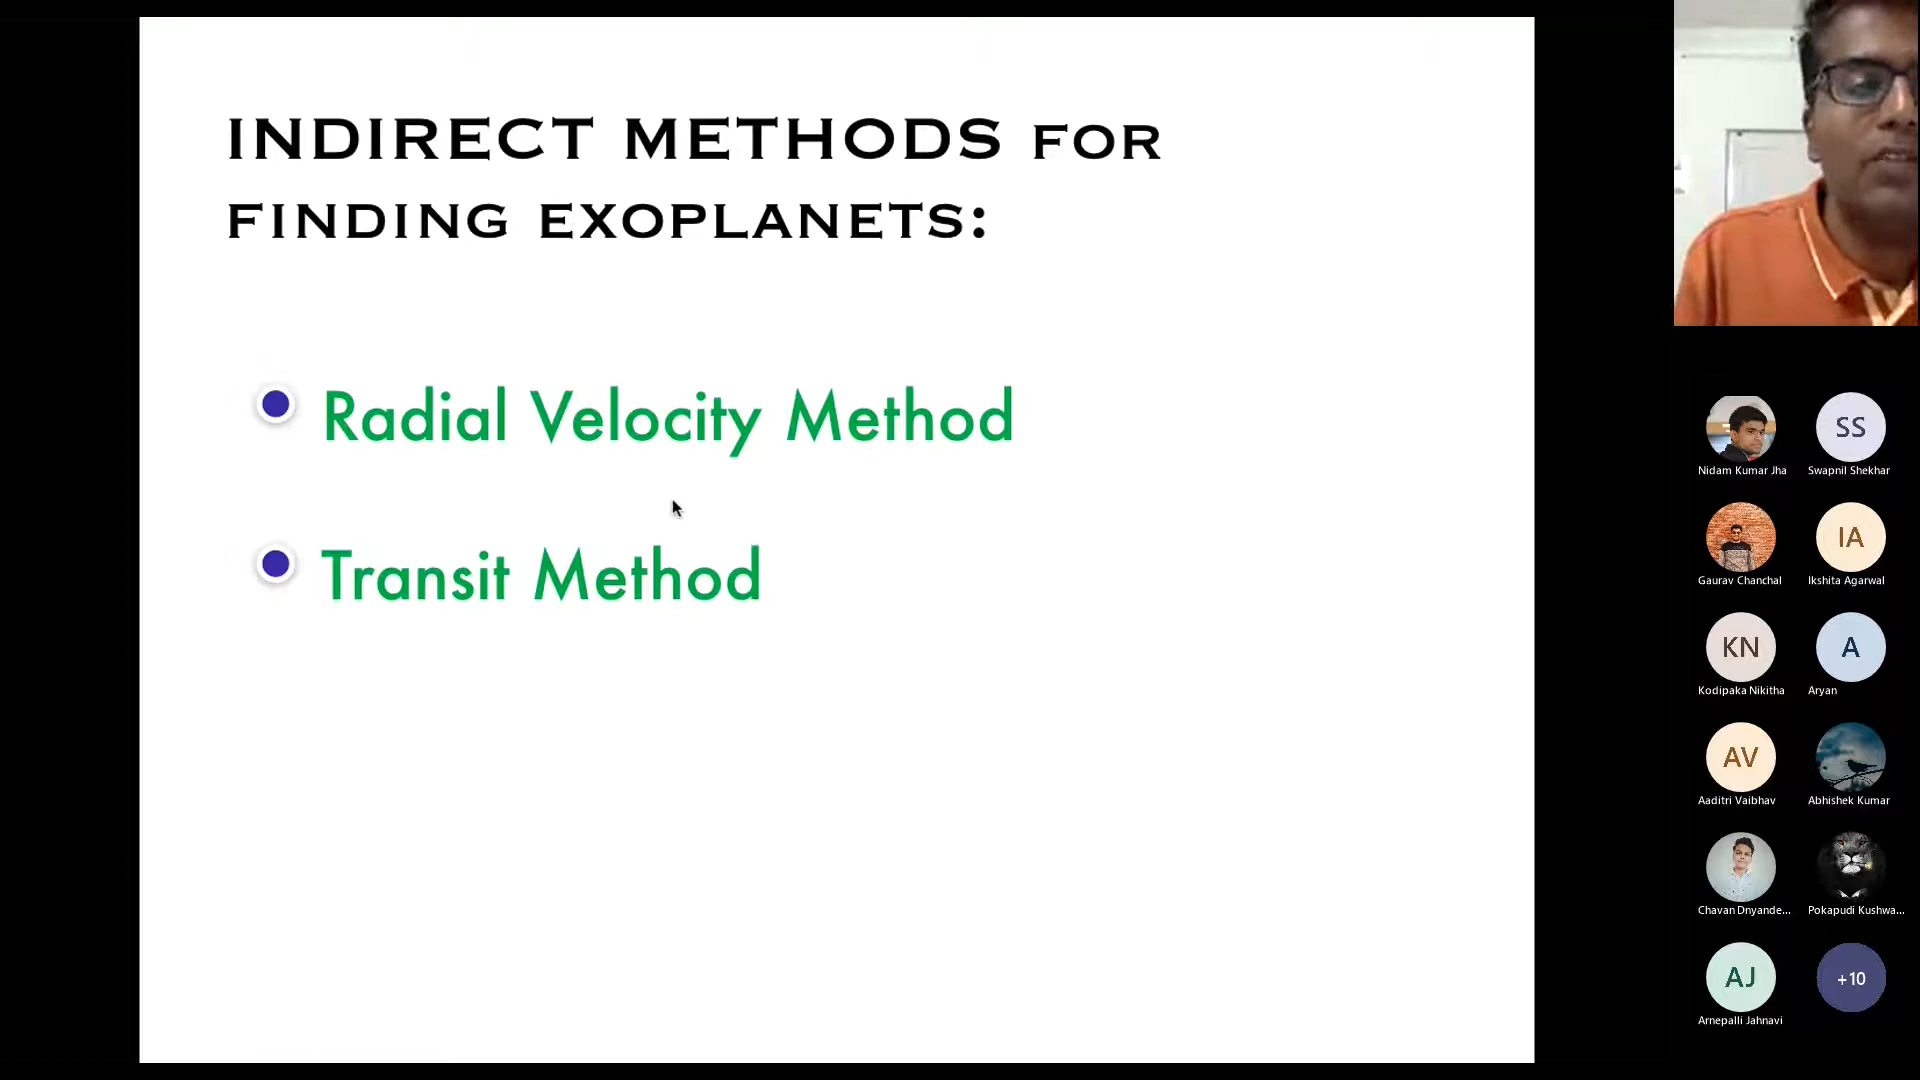 INDIRECT METHODS FOR
FINDING EXOPLANETS:
Radial Velocity Method
Transit Method
Nidam Kumar Jha
SS
Swapnil Shekhar
Gaurav Chanchal
IA
Ikshita Agarwal
KN
Kodipaka Nikitha
A
Aryan
AV
Aaditri Vaibhav
Abhishek Kumar
Chavan Dnyande...
Pokapudi Kushwa...
AJ
Arnepalli Jahnavi
+10